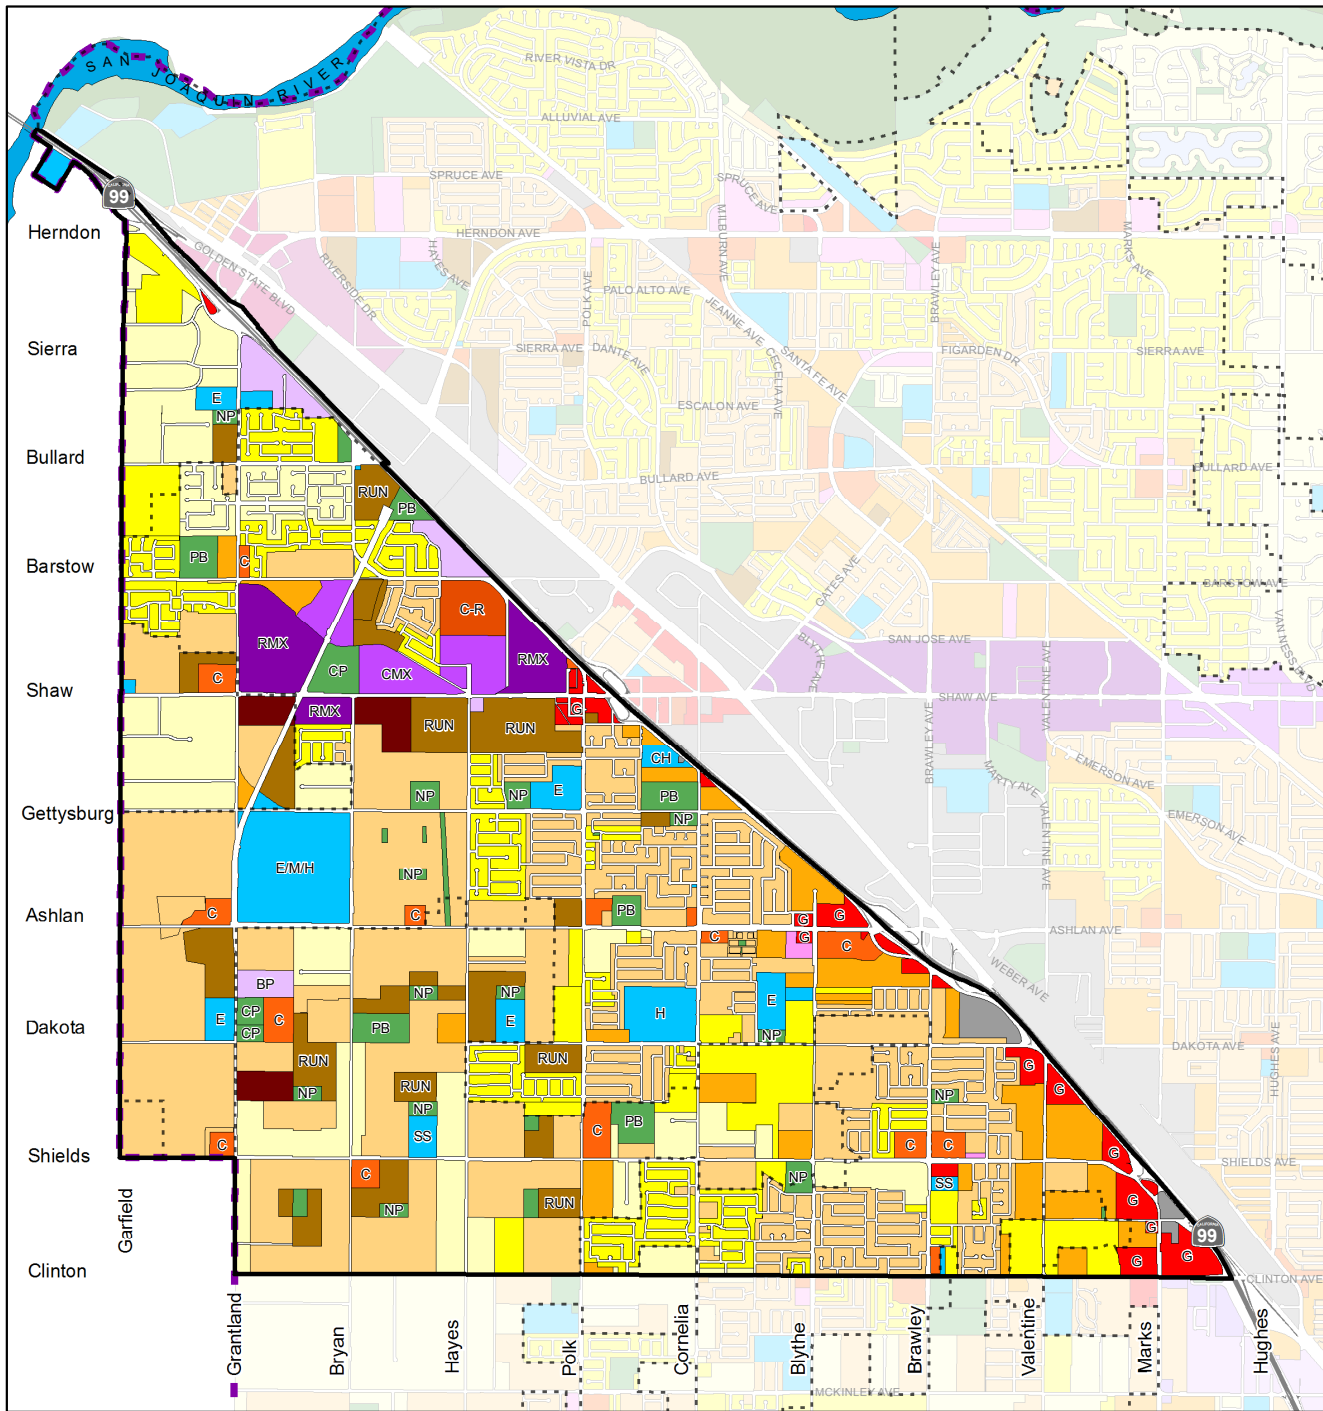 SAN JOAQUIN RIVER
RIVER VISTA DR
ALLUVIAL AVE
SPRUCE AVE
SPRUCE AVE
CALIFORNIA
99
MILBURN AVE
Herndon
HERNDON AVE
HAYES AVE
GOLDEN STATE BLVD
RIVERSIDE DR
MARKS AVE
BRAWLEY AVE
POLK AVE
PALO ALTO AVE
JEANNE AVE
Sierra
SIERRA AVE
DANTE AVE
CECELIA AVE
SANTA FE AVE
FIGARDEN DR
SIERRA AVE
E
NP
ESCALON AVE
Bullard
BULLARD AVE
BULLARD AVE
RUN
PB
PB
C
Barstow
GATES AVE
BARSTOW AVE
VAN NESS BLVD
C-R
RMX
SAN JOSE AVE
BLYTHE AVE
VALENTINE AVE
RMX
CP
CMX
C
Shaw
SHAW AVE
RMX
G
RUN
RUN
BRAWLEY AVE
CH
EMERSON AVE
MARTY AVE
VALENTINE AVE
NP
NP
E
PB
Gettysburg
NP
EMERSON AVE
E/M/H
NP
C
C
PB
G
G
Ashlan
ASHLAN AVE
C
G
C
WEBER AVE
BP
NP
NP
E
E
CP
C
H
Dakota
PB
E
CP
NP
HUGHES AVE
DAKOTA AVE
RUN
RUN
G
G
RUN
NP
NP
NP
PB
SS
C
C
C
C
G
Shields
SHIELDS AVE
C
NP
SS
RUN
NP
G
G
Garfield
CALIFORNIA
99
G
G
Clinton
CLINTON AVE
Grantland
Bryan
Hayes
Polk
Cornelia
Blythe
Brawley
Valentine
Marks
Hughes
MCKINLEY AVE